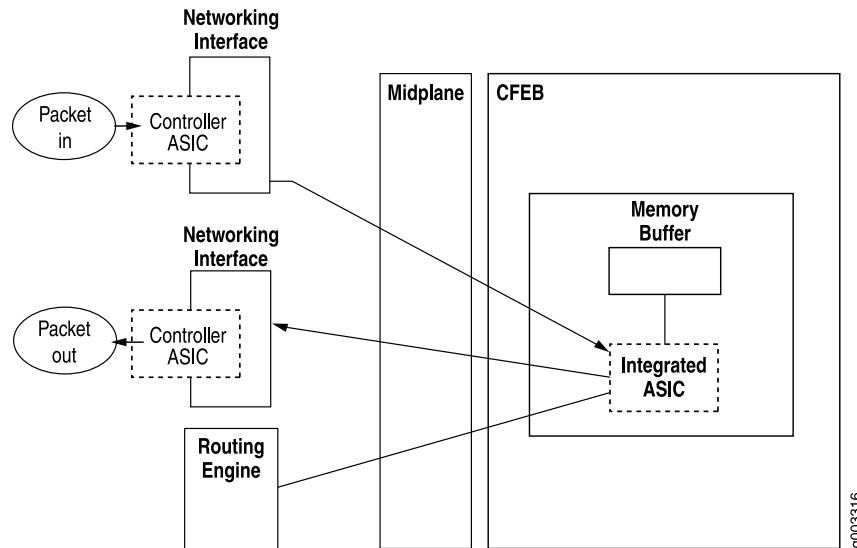 Networking
Interface
Packet
in
Controller
ASIC
Midplane
CFEB
Memory
Buffer
Networking
Interface
Packet
out
Controller
ASIC
Integrated
ASIC
Routing
Engine
g003316